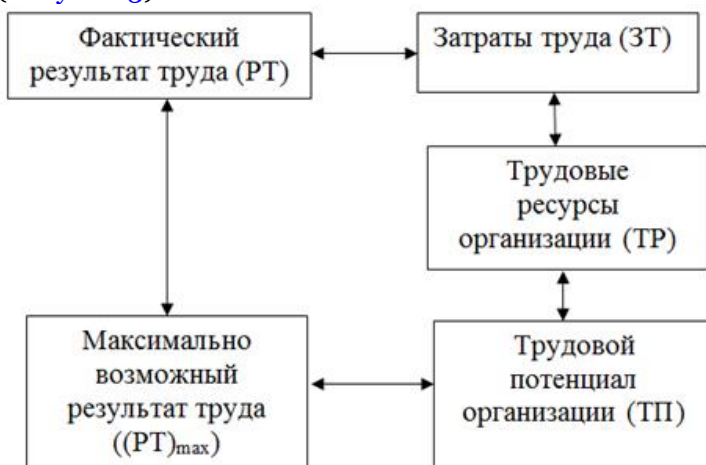 Фактический
результат труда (РТ)
Затраты труда (ЗТ)
Трудовые
ресурсы
организации (ТР)
Максимально
возможный
результат труда
((РТ)max)
Трудовой
потенциал
организации (ТП)